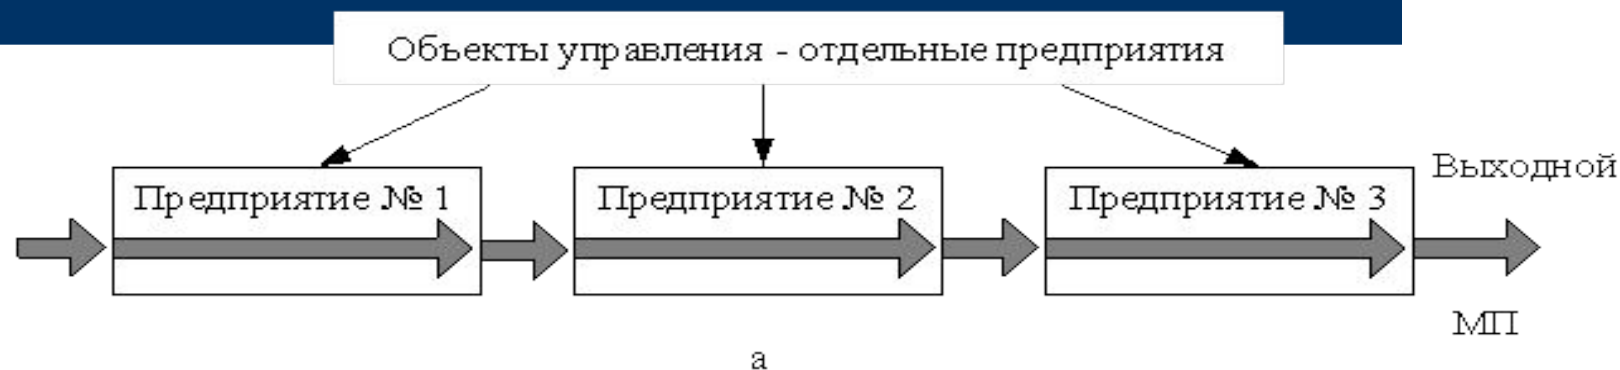 Объекты управления - отдельные предприятия
Выходной
Предприятие № 1
Предприятие № 2
Предприятие № 3
МП
а